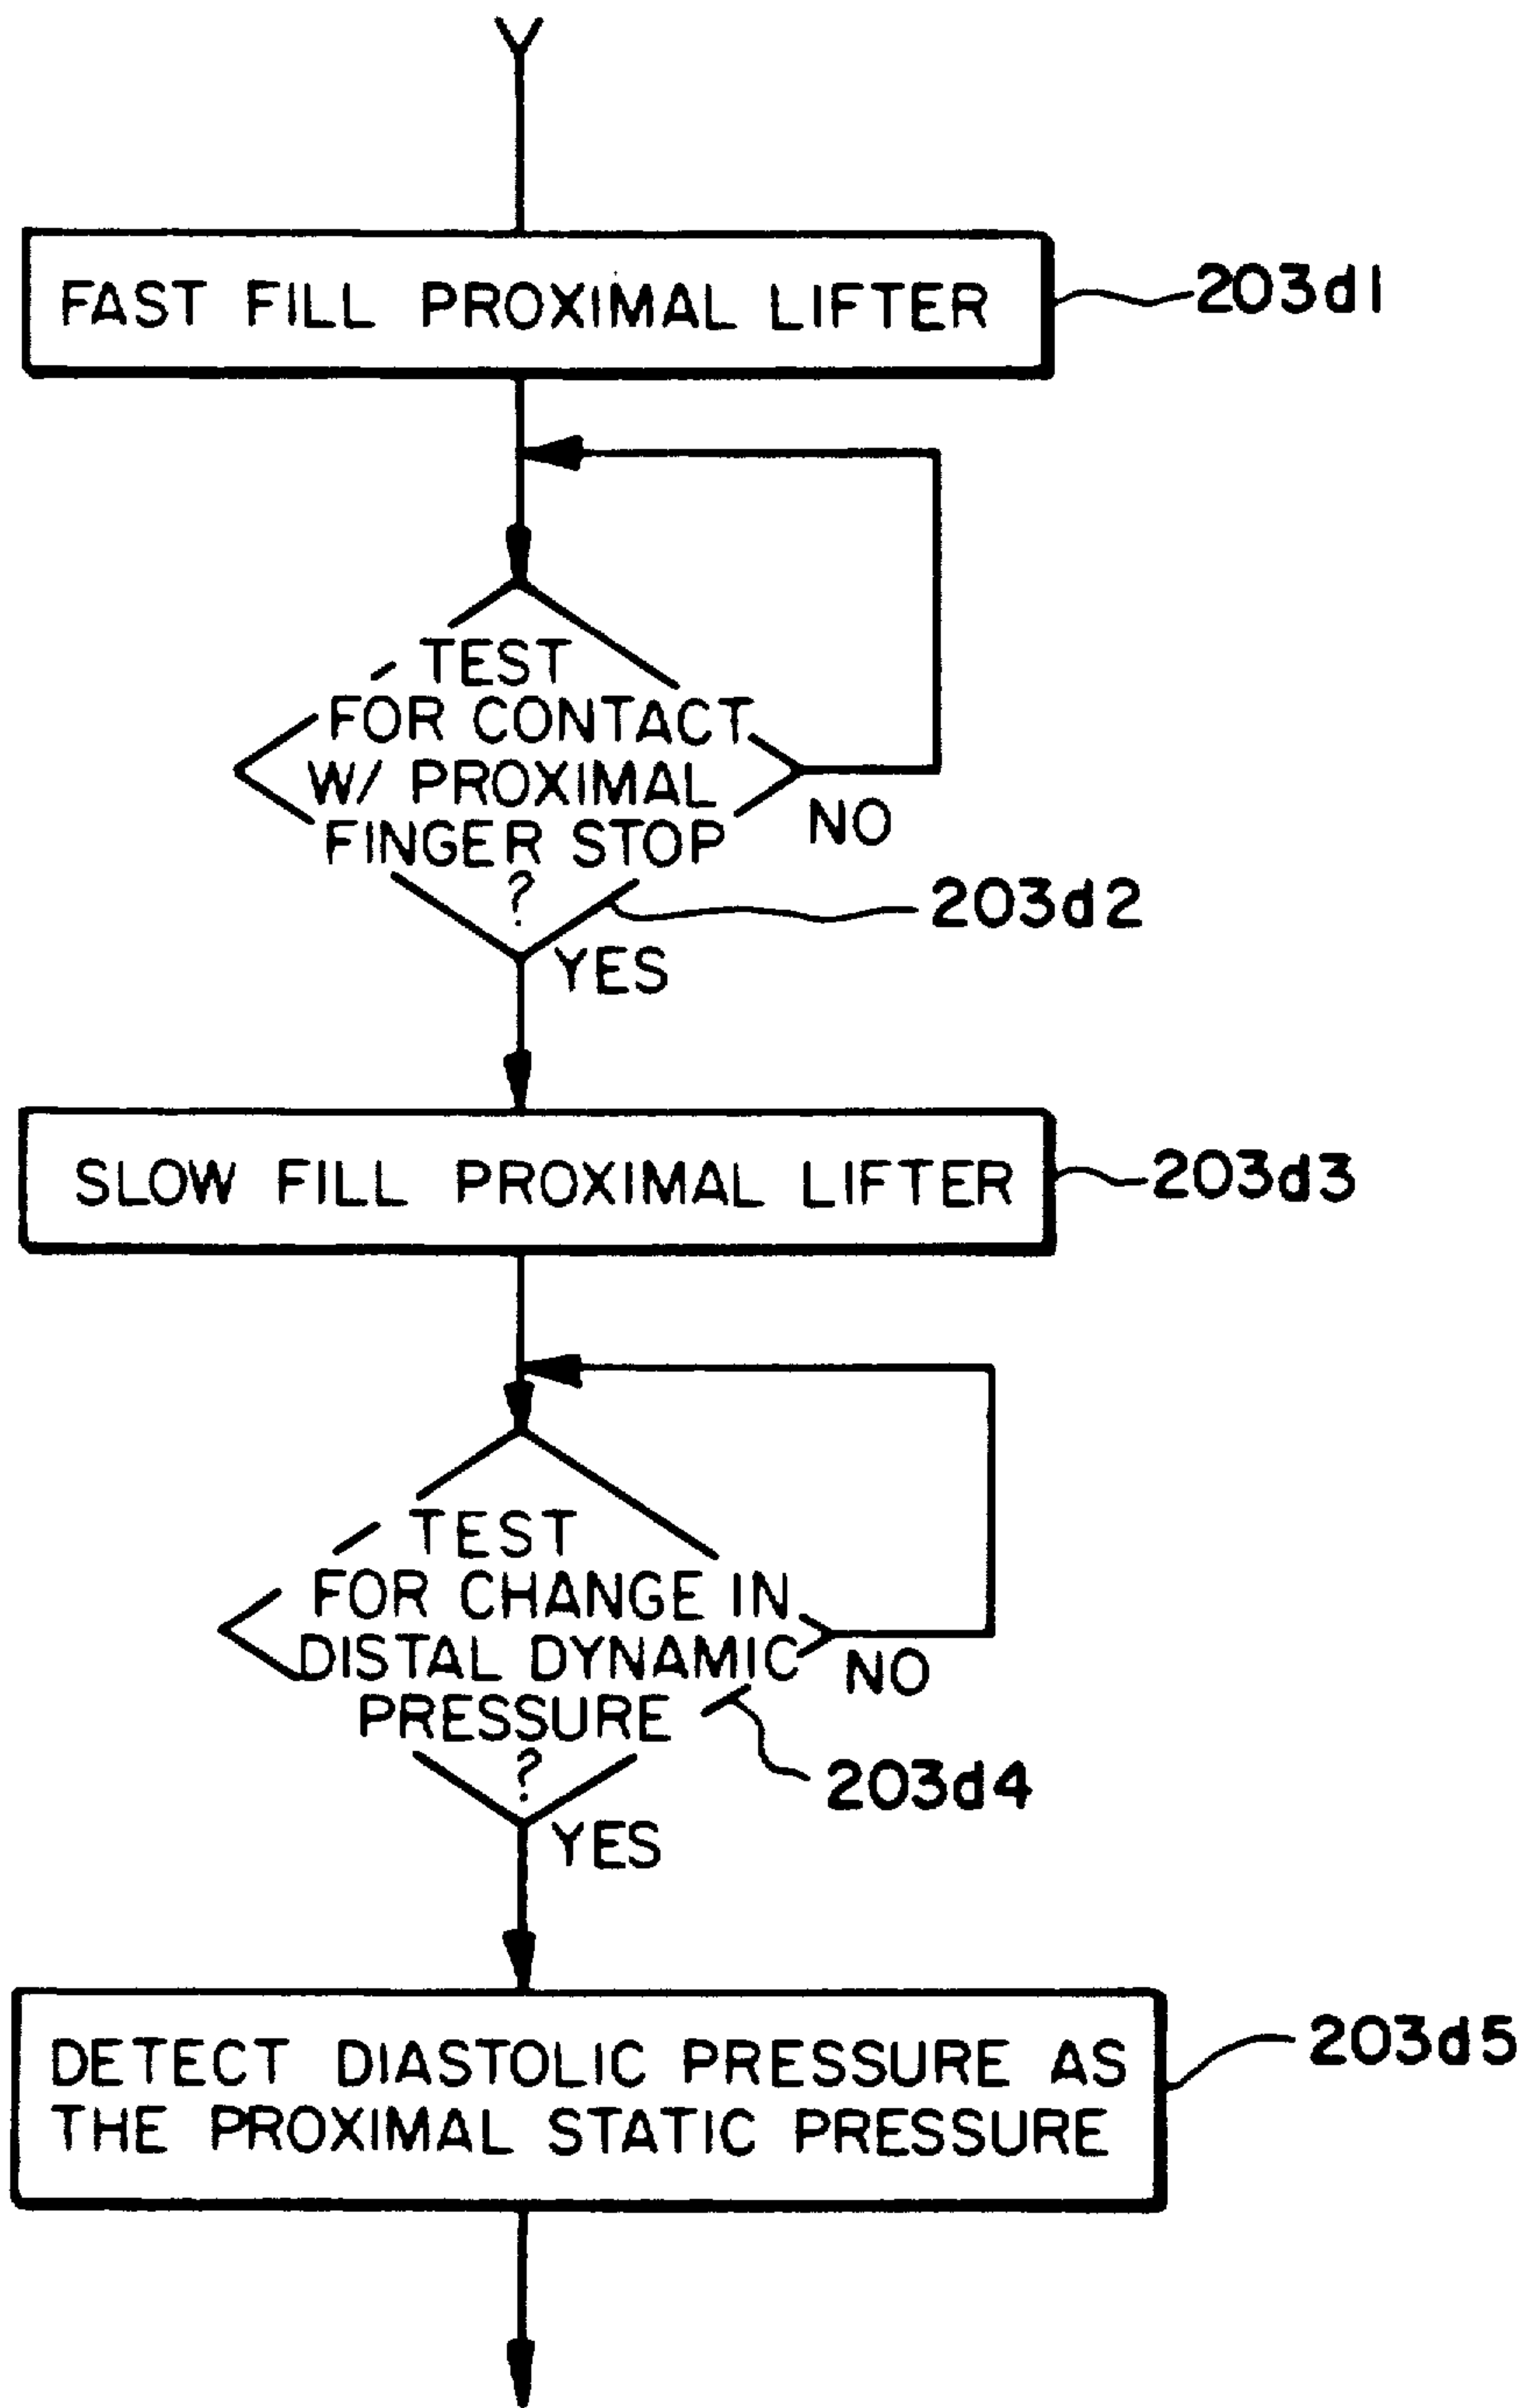 FAST FILL PROXIMAL LIFTER
203d1
TEST
FOR CONTACT
W/ PROXIMAL
FINGER STOP
?
NO
203d2
YES
SLOW FILL PROXIMAL LIFTER
203d3
TEST
FOR CHANGE IN
DISTAL DYNAMIC
PRESSURE
?
NO
203d4
YES
DETECT DIASTOLIC PRESSURE AS
THE PROXIMAL STATIC PRESSURE
203d5